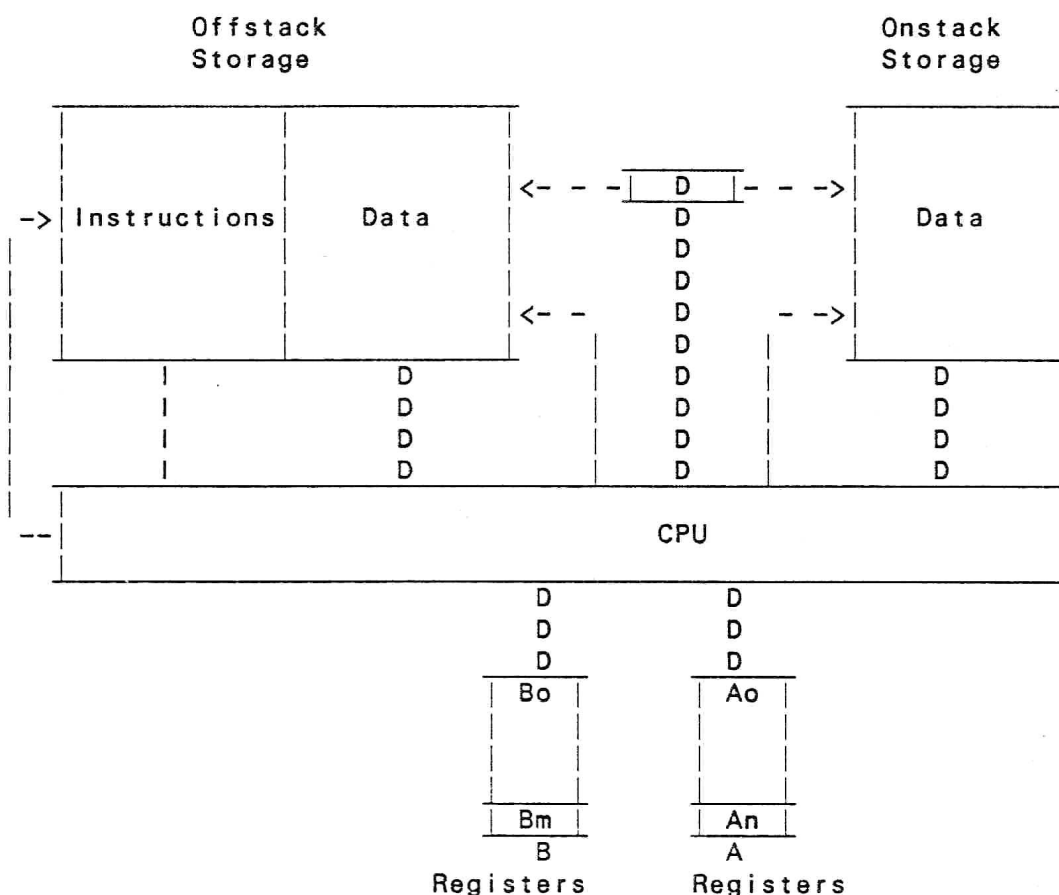 Offstack Onstack
Storage Storage
D
Instructions Data D Data
D
D
D
D
I D D D
I D D D
I D D D
I D D D
CPU
D D
D D
D D
Bo Ao
Bm An
B A
Registers Registers